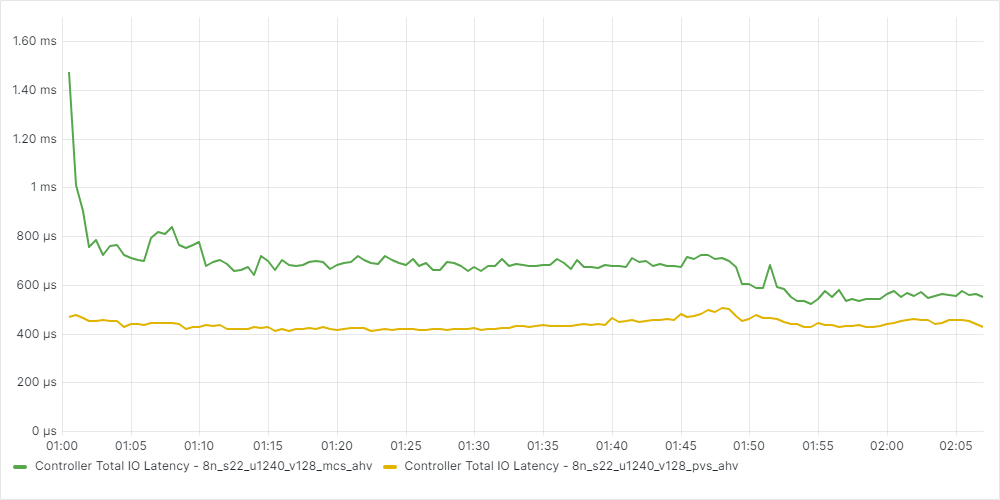 1.60 ms
1.40 ms
1.20 ms
1 ms
800 µs
600 µs
400 µs
200 µs
0 µs
01:00 01:05 01:10 01:15 01:20 01:25 01:30 01:35 01:40 01:45 01:50 01:55 02:00 02:05
Controller Total IO Latency - 8n_s22_u1240_v128_mcs_ahv Controller Total IO Latency - 8n_s22_u1240_v128_pvs_ahv